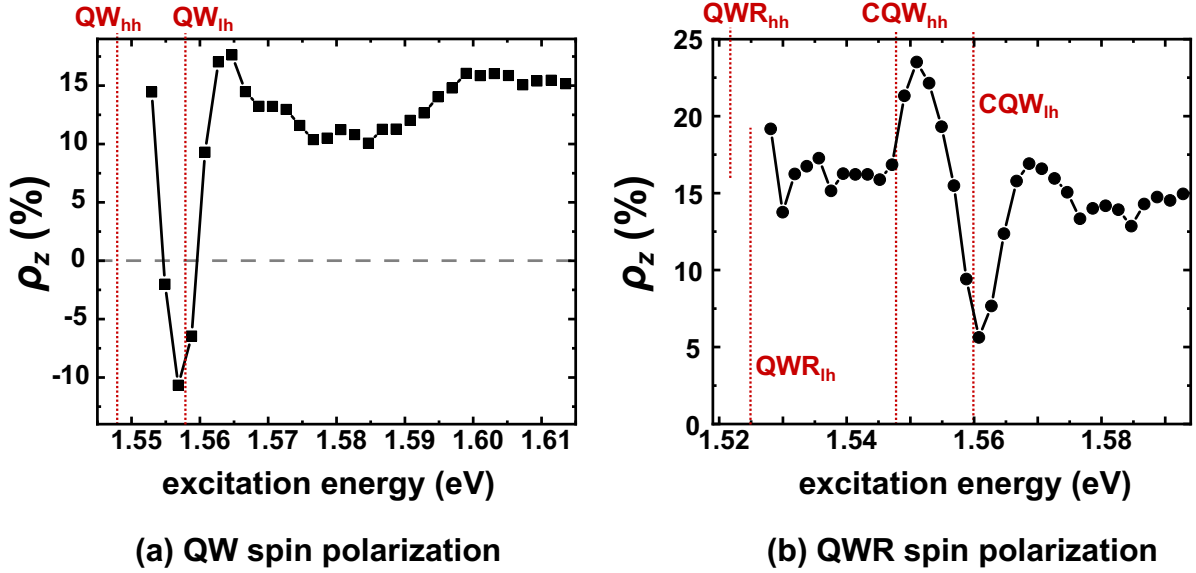 QWhh
QWlh
15
10
5
0
-5
-10
ρz (%)
1.55
1.56
1.57
1.58
1.59
1.60
1.61
excitation energy (eV)
(a) QW spin polarization
QWRhh
CQWhh
25
20
15
10
5
0
CQWlh
QWRlh
ρz (%)
1.52
1.54
1.56
1.58
excitation energy (eV)
(b) QWR spin polarization